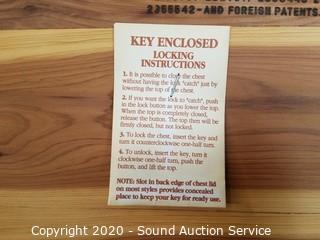 2355542-AND FOREIGN PATENTS.
KEY ENCLOSED
LOCKING
INSTRUCTIONS
1. It is possible to close the chest
without having the lock "catch" just by
lowering the top of the chest.
2. If you want the lock to "catch", push
in the lock button as you lower the top.
When the top is completely closed,
release the button. The top then will be
firmly closed, but not locked.
3. To lock the chest, insert the key and
turn it counterclockwise one-half turn.
4. To unlock, insert the key, turn it
clockwise one-half turn, push the
button, and lift the top.
NOTE: Slot in back edge of chest lid
on most styles provides concealed
place to keep your key for ready use.
Copyright 2020 - Sound Auction Service